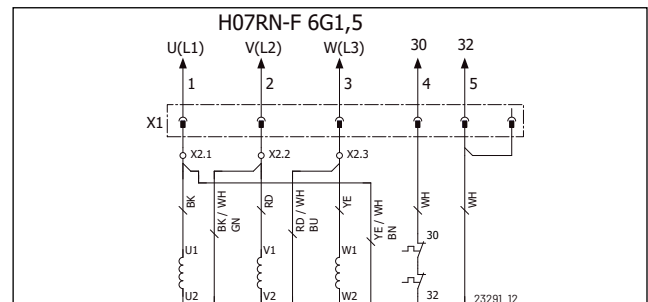 H07RN-F 6G1,5
U(L1) V(L2) W(L3) 30 32
1 2 3 4 5
X1
X2.1 X2.2 X2.3
BK
BK / WH
GN
RD
RD / WH
BU
YE
YE / WH
BN
WH
WH
30
U1 V1 W1
U2 V2 W2 32
23291_12